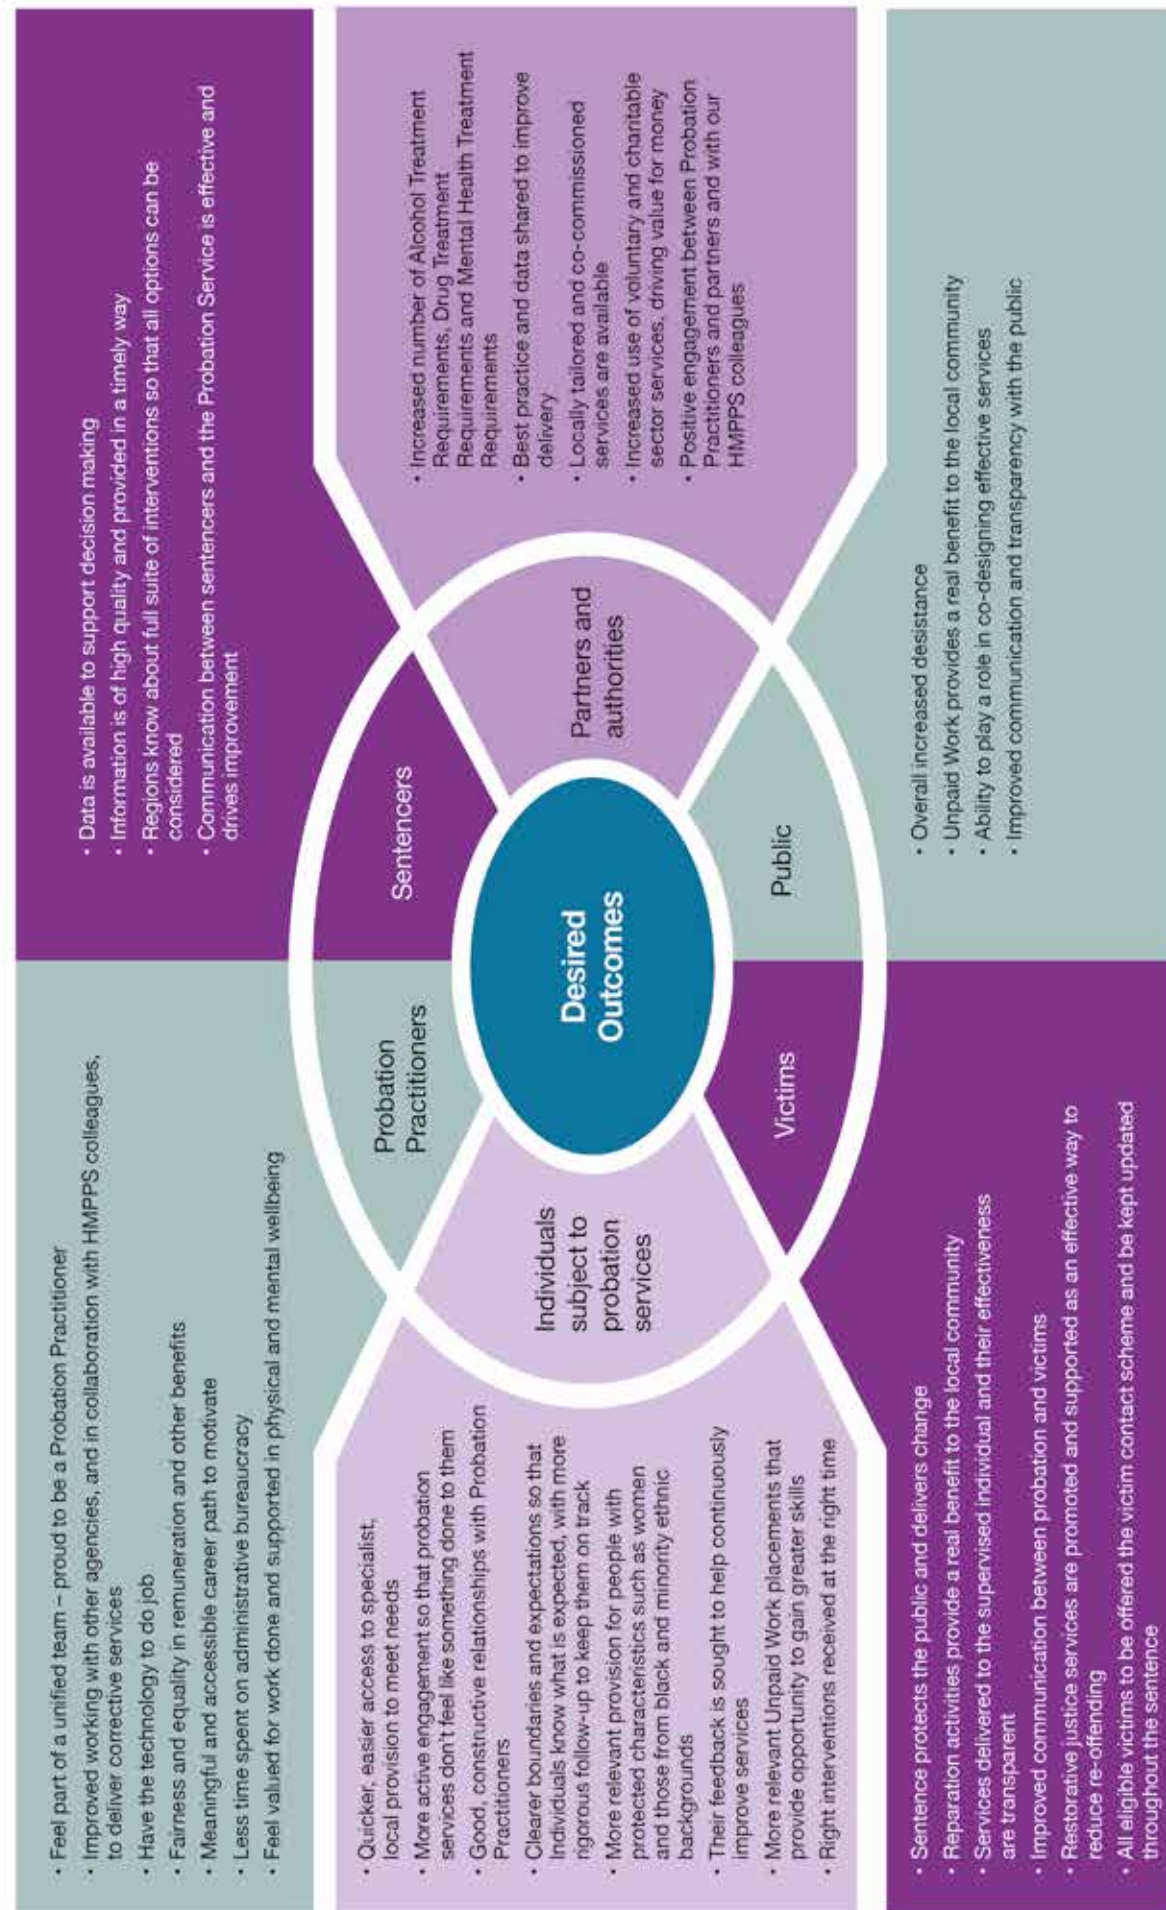 • Feel part of a unified team – proud to be a Probation Practitioner
• Improved working with other agencies, and in collaboration with HMPPS colleagues,
to deliver corrective services
• Have the technology to do job
• Fairness and equality in remuneration and other benefits
• Meaningful and accessible career path to motivate
• Less time spent on administrative bureaucracy
• Feel valued for work done and supported in physical and mental wellbeing
• Data is available to support decision making
• Information is of high quality and provided in a timely way
• Regions know about full suite of interventions so that all options can be
considered
• Communication between sentencers and the Probation Service is effective and
drives improvement
Probation
Practitioners
Sentencers
• Quicker, easier access to specialist,
local provision to meet needs
• More active engagement so that probation
services don't feel like something done to them
• Good, constructive relationships with Probation
Practitioners
• Clearer boundaries and expectations so that
Individuals know what is expected, with more
rigorous follow-up to keep them on track
• More relevant provision for people with
protected characteristics such as women
and those from black and minority ethnic
backgrounds
• Their feedback is sought to help continuously
improve services
• More relevant Unpaid Work placements that
provide opportunity to gain greater skills
• Right interventions received at the right time
Individuals
subject to
probation
services
Desired
Outcomes
Partners and
authorities
• Increased number of Alcohol Treatment
Requirements, Drug Treatment
Requirements and Mental Health Treatment
Requirements
• Best practice and data shared to improve
delivery
• Locally tailored and co-commissioned
services are available
• Increased use of voluntary and charitable
sector services, driving value for money
• Positive engagement between Probation
Practitioners and partners and with our
HMPPS colleagues
Victims
Public
• Sentence protects the public and delivers change
• Reparation activities provide a real benefit to the local community
• Services delivered to the supervised individual and their effectiveness
are transparent
• Improved communication between probation and victims
• Restorative justice services are promoted and supported as an effective way to
reduce re-offending
• All eligible victims to be offered the victim contact scheme and be kept updated
throughout the sentence
• Overall increased desistance
• Unpaid Work provides a real benefit to the local community
• Ability to play a role in co-designing effective services
• Improved communication and transparency with the public